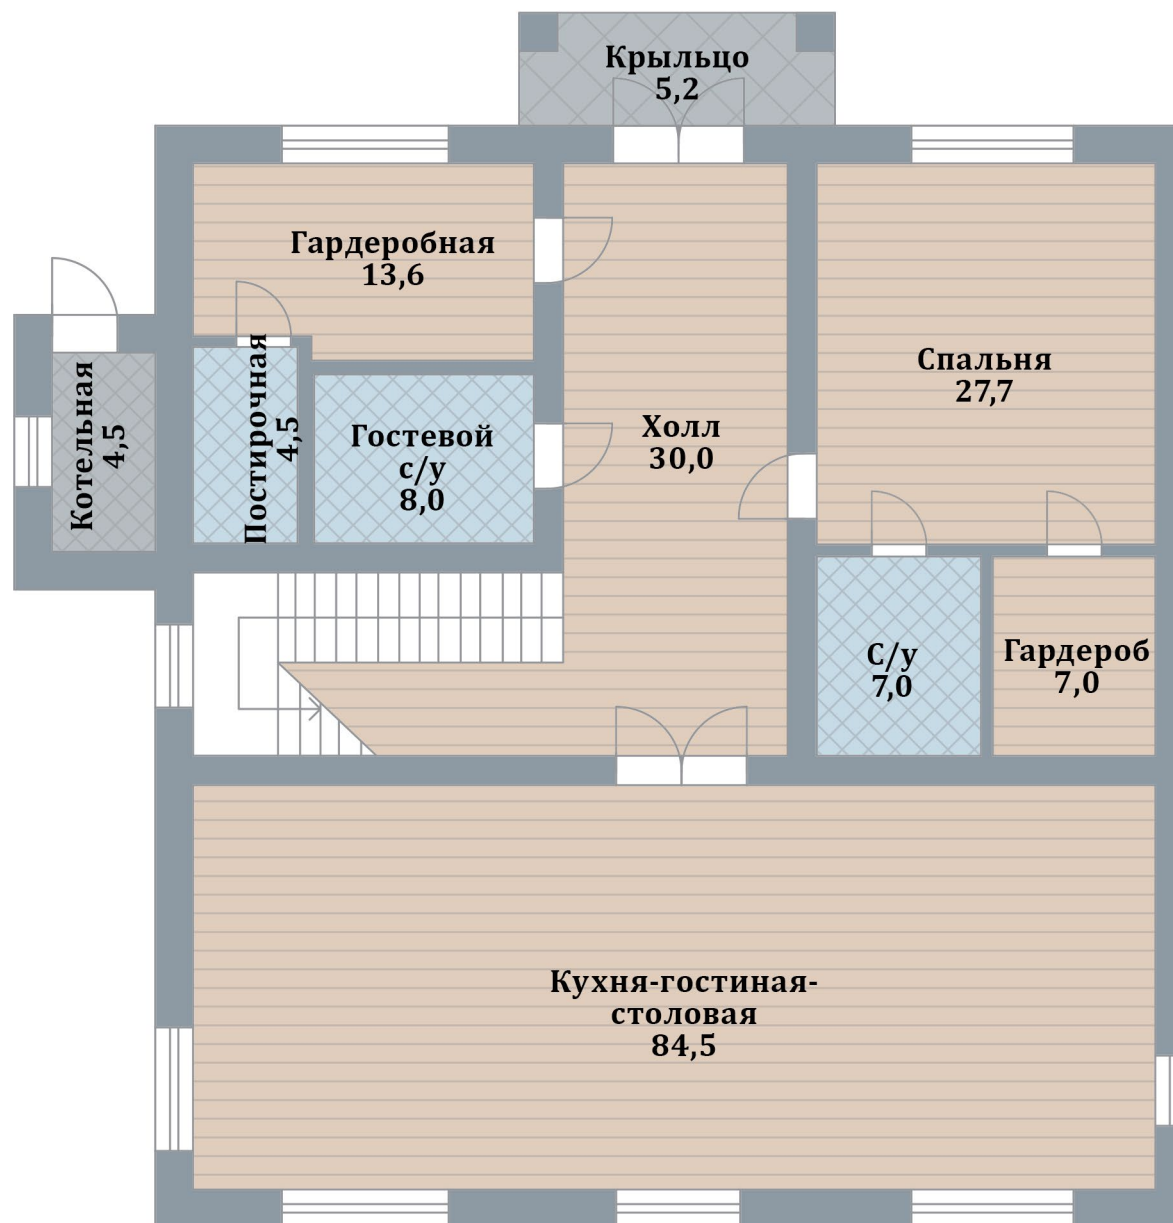 Крыльцо
5,2
Гардеробная
13,6
Спальня
27,7
Котельная
4,5
Постирочная
4,5
Гостевой
с/у
8,0
Холл
30,0
С/у
7,0
Гардероб
7,0
Кухня-гостиная-
столовая
84,5